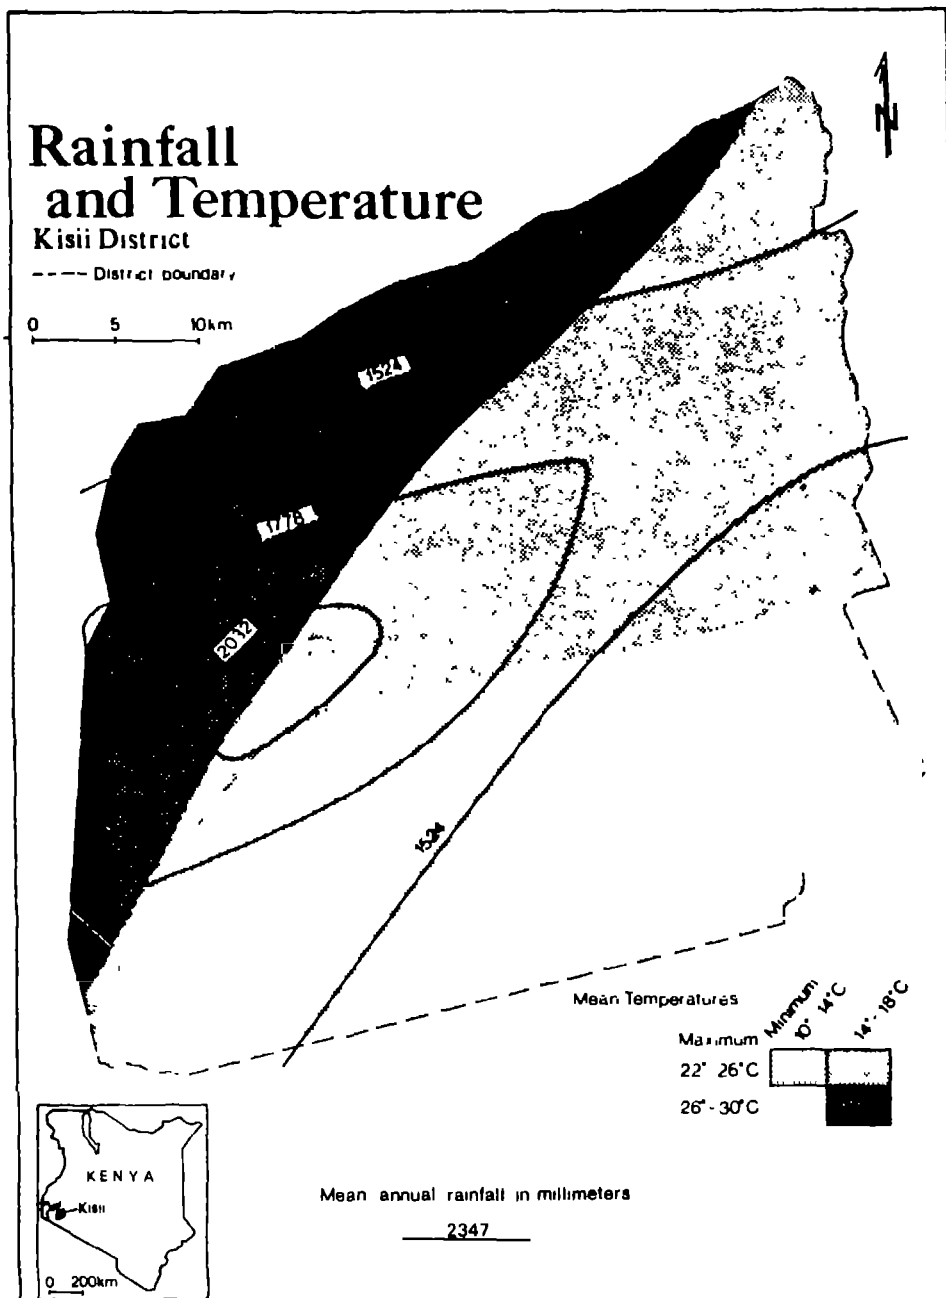 N
Rainfall
and Temperature
Kisii District
District boundary
0 5 10km
1524
1778
2012
1524
Mean Temperatures
Minimum
10° 14°C
14°-18°C
Maximum
22° 26°C
26°-30°C
KENYA
Kisii
0 200km
Mean annual rainfall in millimeters
2347